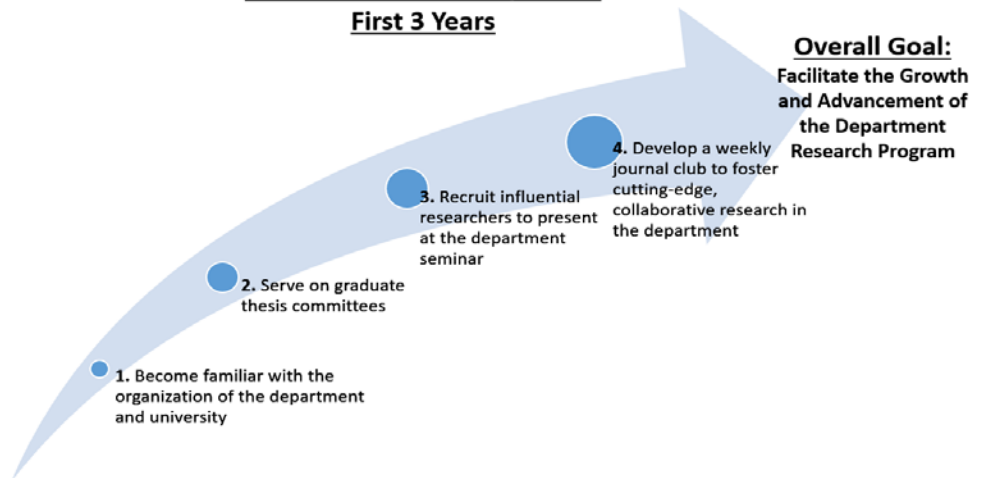 First 3 Years
Overall Goal:
Facilitate the Growth
and Advancement of
the Department
Research Program
4. Develop a weekly
journal club to foster
cutting-edge,
collaborative research in
the department
3. Recruit influential
researchers to present
at the department
seminar
2. Serve on graduate
thesis committees
1. Become familiar with the
organization of the department
and university